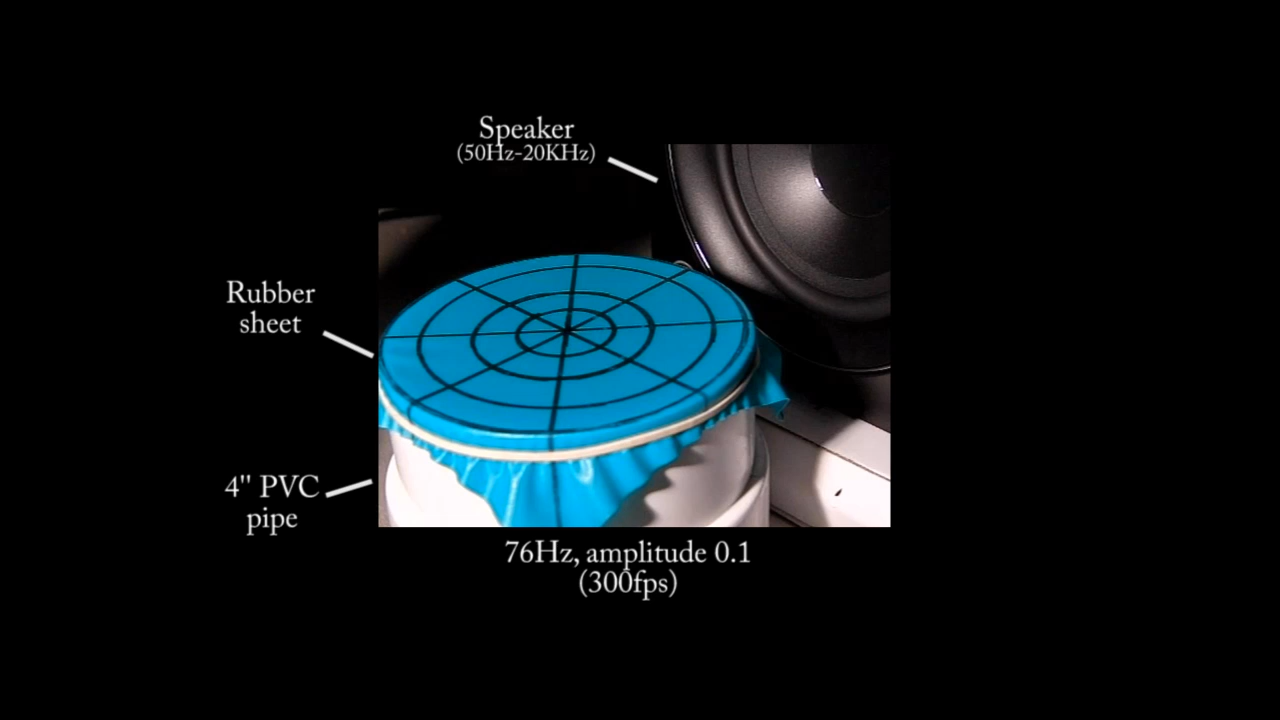 Speaker
(50Hz-20KHz)
Rubber
sheet
4" PVC
pipe
76Hz, amplitude 0.1
(300fps)